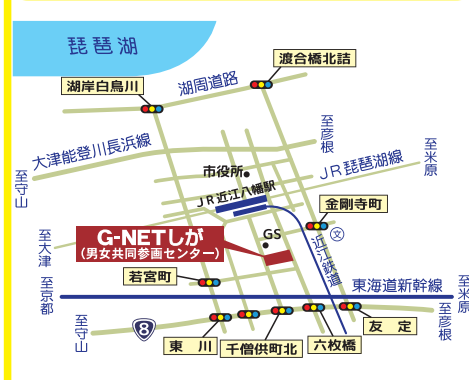 琵琶湖
渡合橋北詰
湖岸白鳥川
湖周道路
大津能登川長浜線
至彦根
至米原
JR琵琶湖線
市役所
至守山
JR近江八幡駅
金剛寺町
文
至大津
G-NETしが
(男女共同参画センター)
GS
近江鉄道
若宮町
至京都
東海道新幹線
至米原
至彦根
至守山
8
東川
千僧供町北
六枚橋
友定